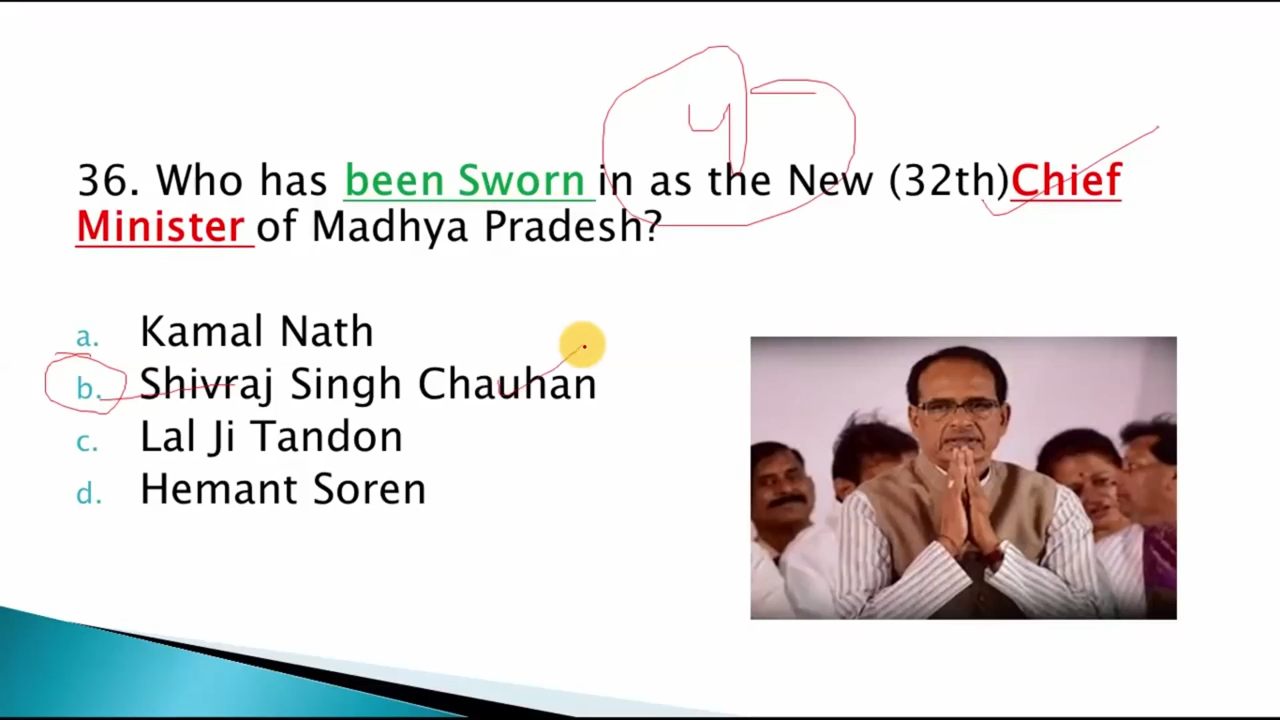 36. Who has been Sworn in as the New (32th)Chief
Minister of Madhya Pradesh?
a. Kamal Nath
b. Shivraj Singh Chauhan
c. Lal Ji Tandon
d. Hemant Soren